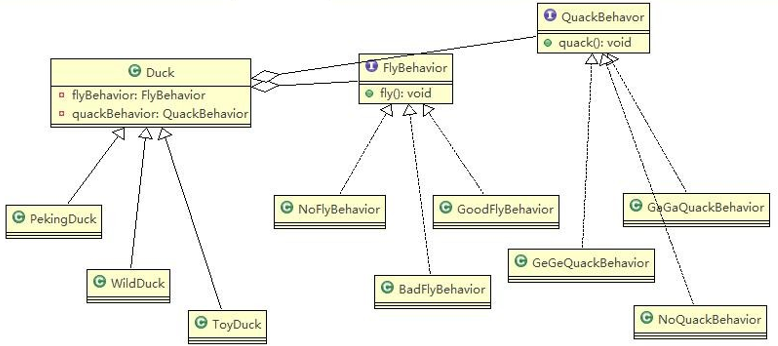 QuackBehavor
quack(): void
Duck
flyBehavior: FlyBehavior
quackBehavior: QuackBehavior
FlyBehavior
fly(): void
PekingDuck
WildDuck
ToyDuck
NoFlyBehavior
GoodFlyBehavior
BadFlyBehavior
GaGaQuackBehavior
GeGeQuackBehavior
NoQuackBehavior